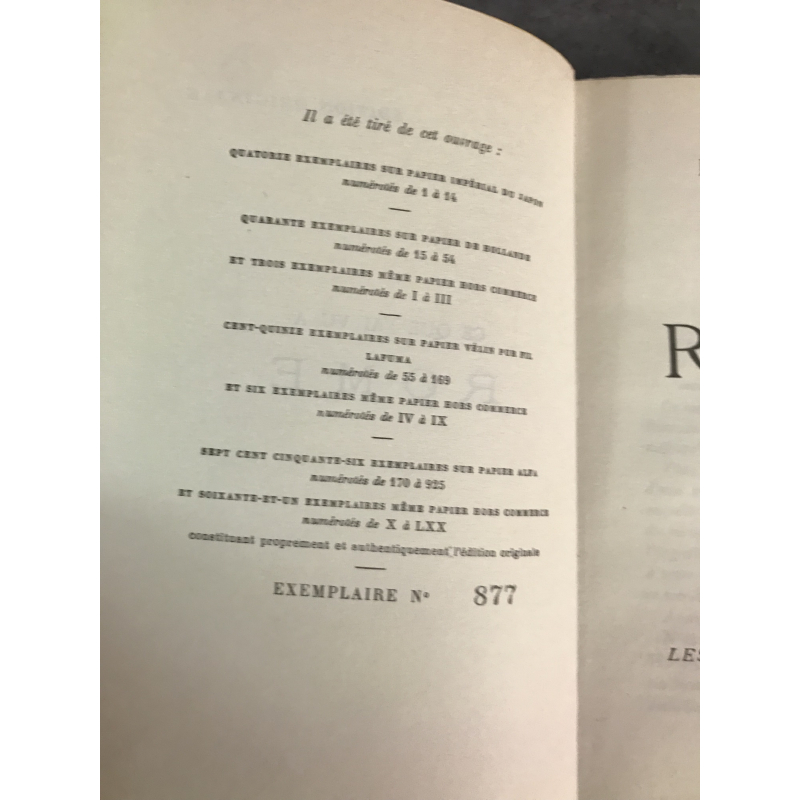 Il a été tiré de cet ouvrage :
QUATORZE EXEMPLAIRES SUR PAPIER IMPÉRIAL DU JAPON
numérotés de 1 à 14
QUARANTE EXEMPLAIRES SUR PAPIER DE HOLLANDE
numérotés de 15 à 54
ET TROIS EXEMPLAIRES MÊME PAPIER HORS COMMERCE
numérotés de I à III
CENT-QUINZE EXEMPLAIRES SUR PAPIER VÉLIN PUR FIL
LAFUMA
numérotés de 55 à 169
ET SIX EXEMPLAIRES MÊME PAPIER HORS COMMERCE
numérotés de IV à IX
SEPT CENT CINQUANTE-SIX EXEMPLAIRES SUR PAPIER ALFA
numérotés de 170 à 925
ET SOIXANTE-ET-UN EXEMPLAIRES MÊME PAPIER HORS COMMERCE
numérotés de X à LXX
constituant proprement et authentiquement l'édition originale
EXEMPLAIRE N° 877
R
LES